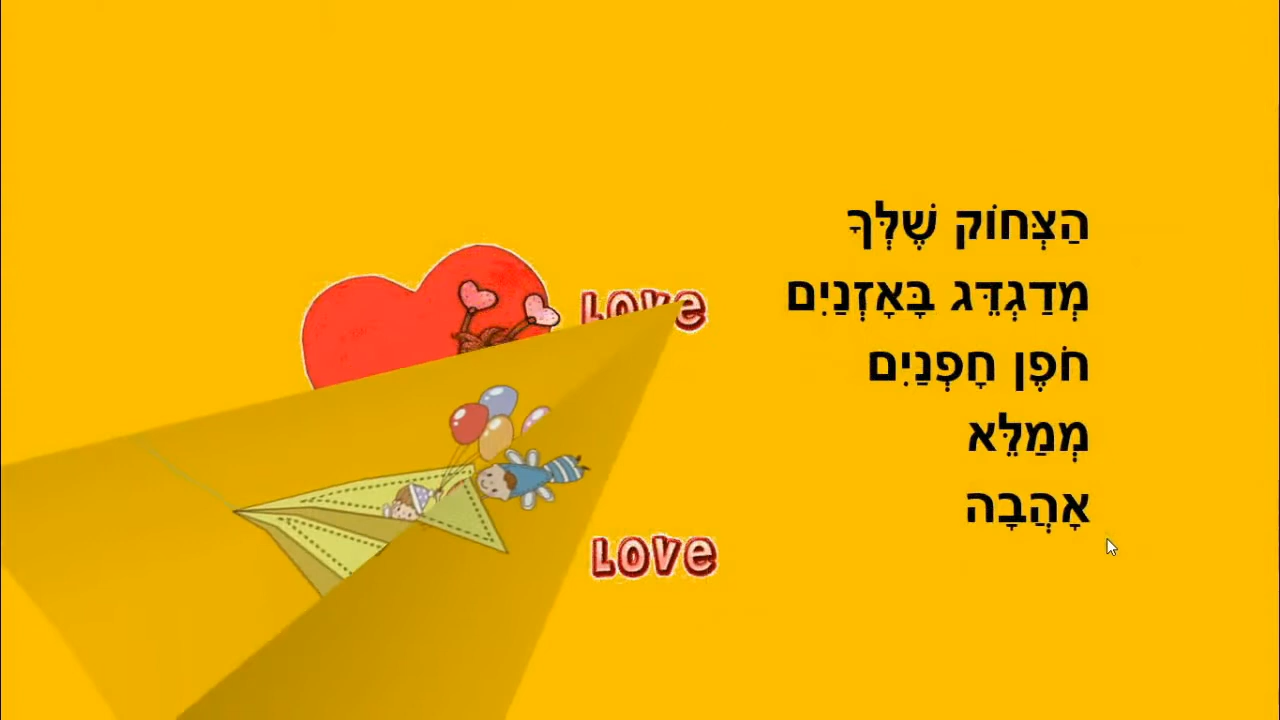 הַצְּחוֹק שֶׁלְּךָ
מְדַגְדֵּג בָּאָזְנַיִם
חֹפֶן חָפְנַיִם
מְמַלֵּא
אָהֲבָה
LOVE
LOVE